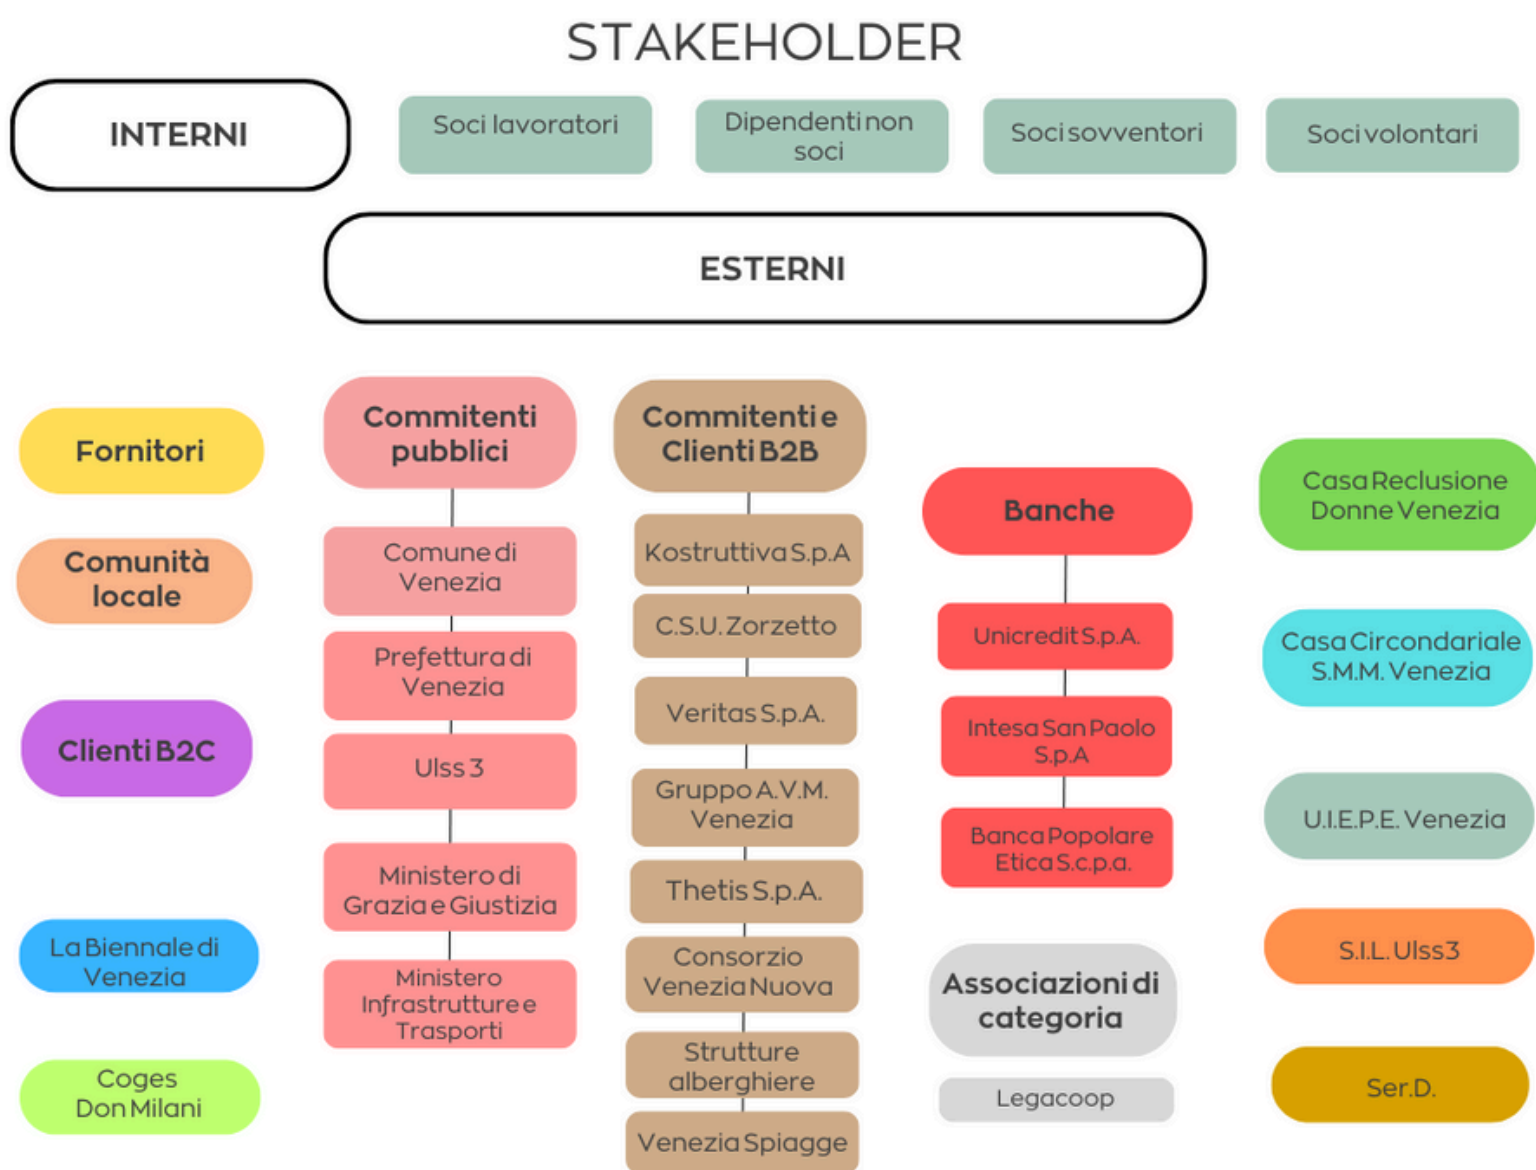 STAKEHOLDER
INTERNI
Soci lavoratori
Dipendenti non
soci
Soci sovventori
Soci volontari
ESTERNI
Fornitori
Comunità
locale
Clienti B2C
La Biennale di
Venezia
Coges
Don Milani
Commitenti
pubblici
Comune di
Venezia
Prefettura di
Venezia
Ulss 3
Ministero di
Grazia e Giustizia
Ministero
Infrastrutture e
Trasporti
Commitenti e
Clienti B2B
Kostruttiva S.p.A
C.S.U. Zorzetto
Veritas S.p.A.
Gruppo A.V.M.
Venezia
Thetis S.p.A.
Consorzio
Venezia Nuova
Strutture
alberghiere
Venezia Spiagge
Banche
Unicredit S.p.A.
Intesa San Paolo
S.p.A
Banca Popolare
Etica S.c.p.a.
Associazioni di
categoria
Legacoop
Casa Reclusione
Donne Venezia
Casa Circondariale
S.M.M. Venezia
U.I.E.P.E. Venezia
S.I.L. Ulss3
Ser.D.